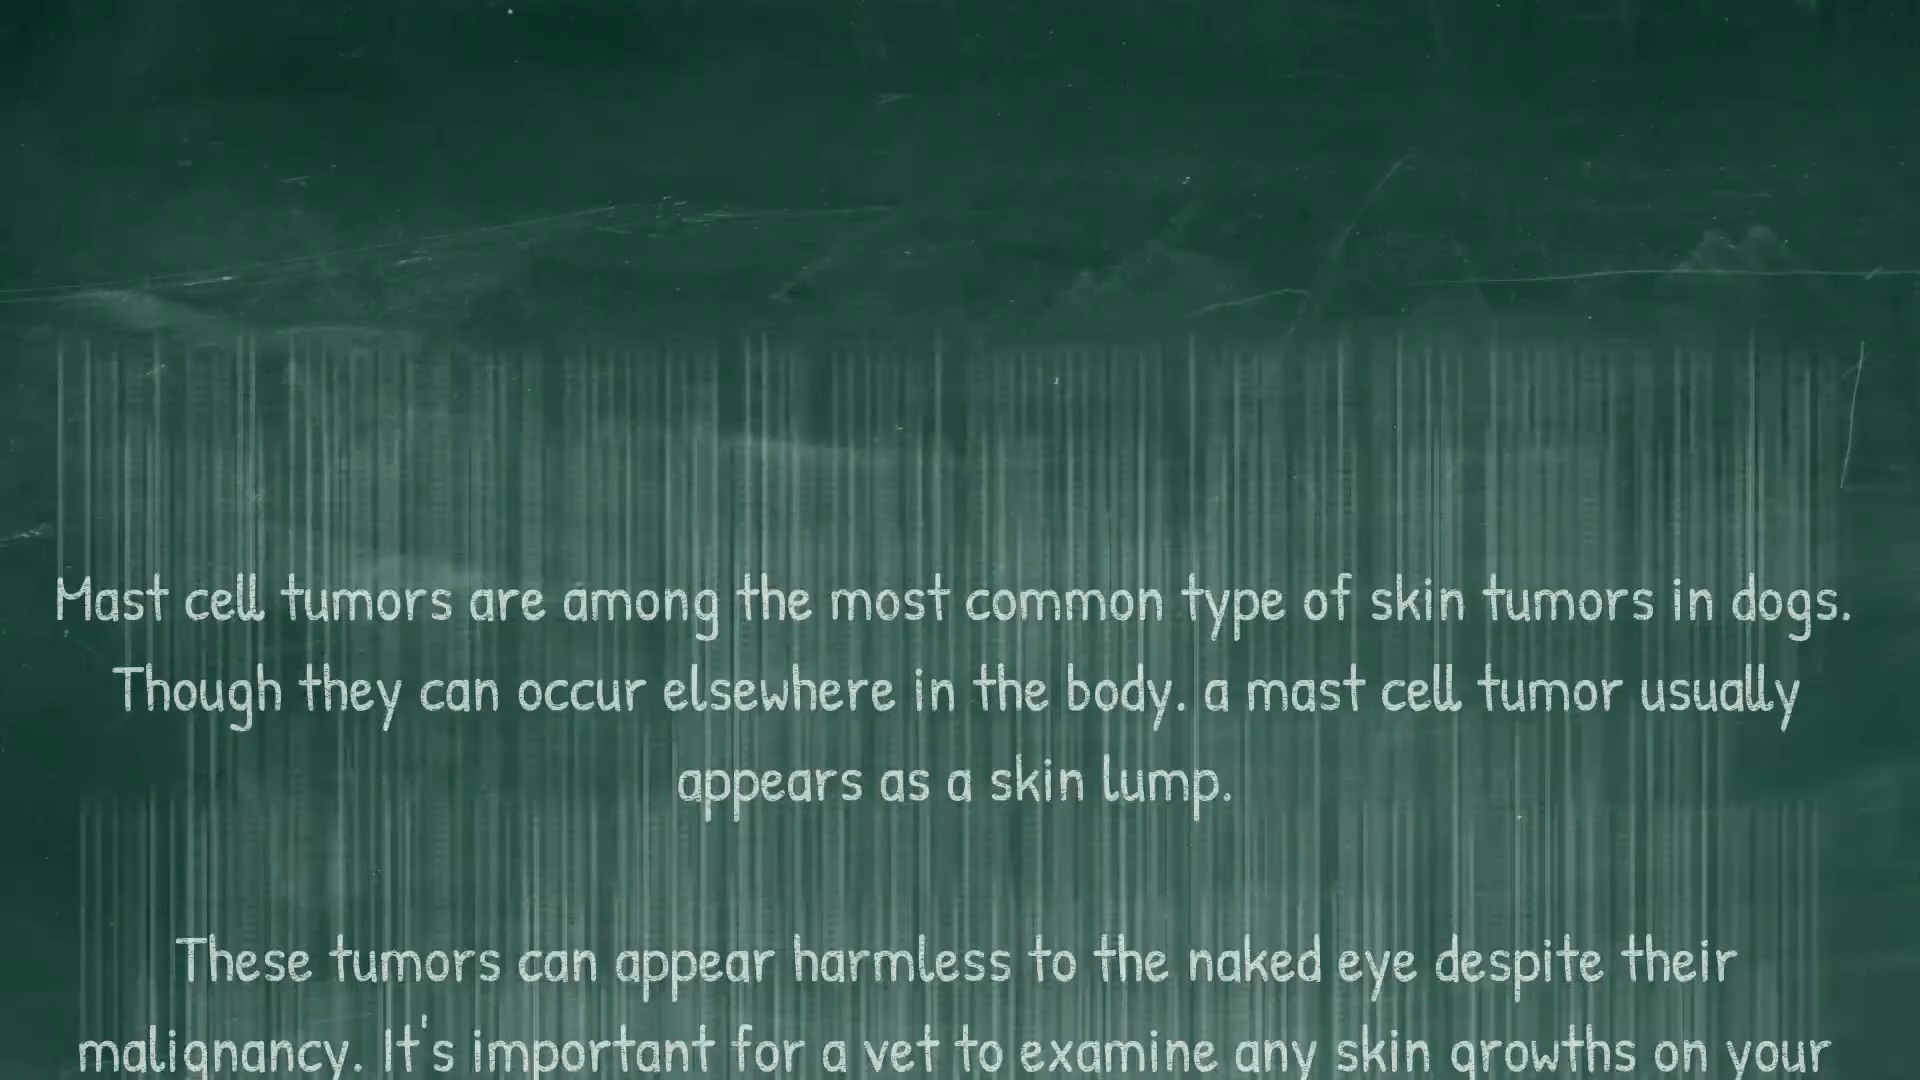 Mast cell tumors are among the most common type of skin tumors in dogs.
Though they can occur elsewhere in the body. a mast cell tumor usually
appears as a skin lump.
These tumors can appear harmless to the naked eye despite their
malignancy. It's important for a vet to examine any skin growths on your